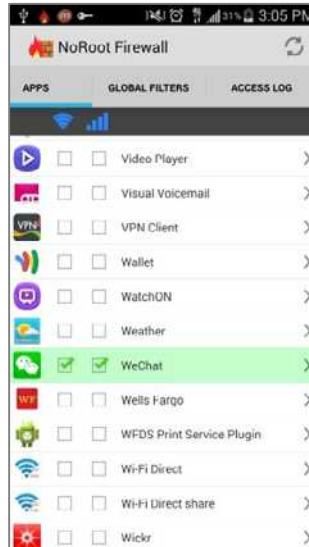 31% 3:05 PM
NoRoot Firewall
APPS GLOBAL FILTERS ACCESS LOG
Video Player
Visual Voicemail
VPN VPN Client
Wallet
WatchON
Weather
WeChat
WF Wells Fargo
WFDS Print Service Plugin
Wi-Fi Direct
Wi-Fi Direct share
Wickr